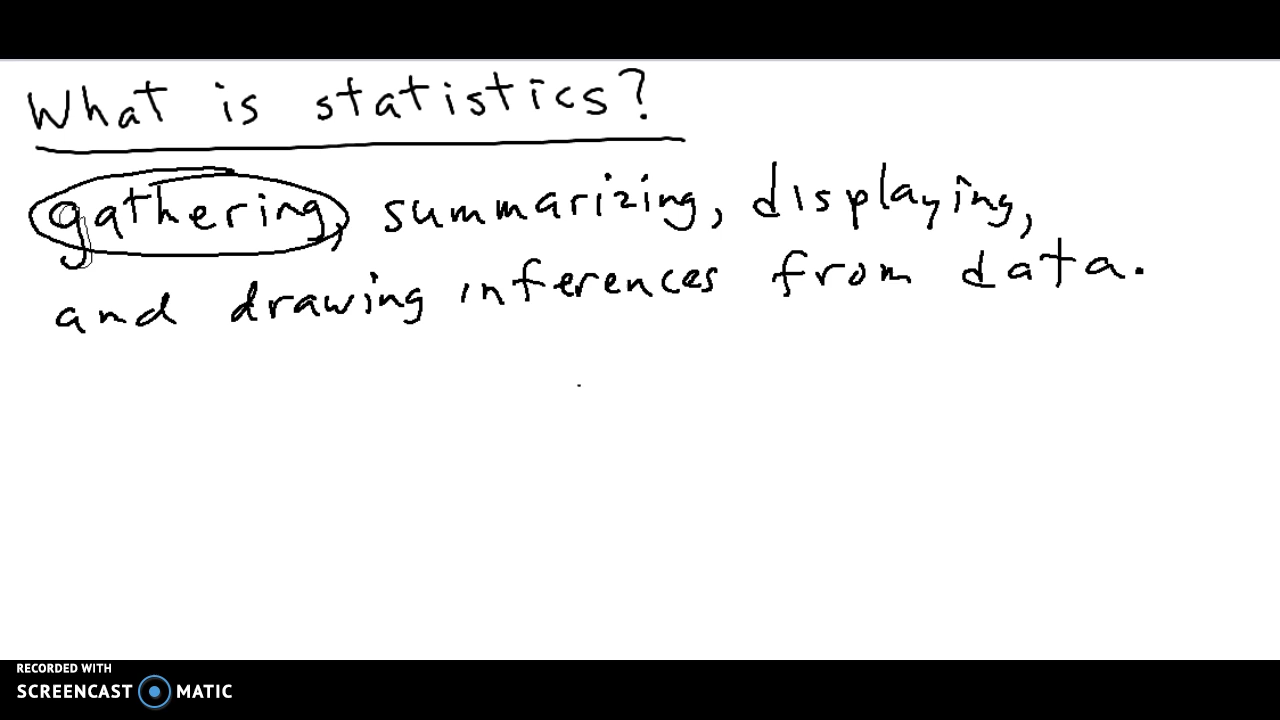 What is statistics?
gathering, summarizing, displaying,
and drawing inferences from data.
RECORDED WITH
SCREENCAST MATIC